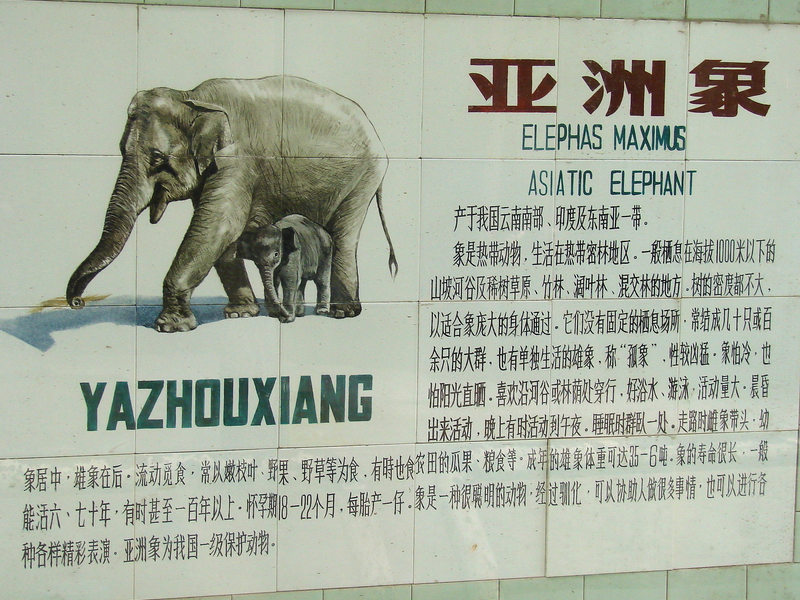 亚洲象
ELEPHAS MAXIMUS
ASIATIC ELEPHANT
产于我国云南南部、印度及东南亚一带。
象是热带动物，生活在热带密林地区。一般栖息在海拔1000米以下的
山坡河谷及稀树草原、竹林、阔叶林、混交林的地方。树的密度都不大，
以适合象庞大的身体通过。它们没有固定的栖息场所，常结成几十只或百
余只的大群，也有单独生活的雄象，称“孤象”，性较凶猛。象怕冷，也
怕阳光直晒。喜欢沿河谷或林荫处穿行，好浴水、游泳，活动量大。晨昏
出来活动，晚上有时活动到午夜。睡眠时群卧一处。走路时雌象带头，幼
YAZHOUXIANG
象居中，雄象在后。流动觅食，常以嫩枝叶、野果、野草等为食，有時也食农田的瓜果、粮食等。成年的雄象体重可达3.5－6吨。象的寿命很长，一般
能活六、七十年，有时甚至一百年以上。怀孕期18－22个月，每胎产一仔。象是一种很聪明的动物，经过驯化，可以协助人做很多事情，也可以进行各
种各样精彩表演。亚洲象为我国一级保护动物。